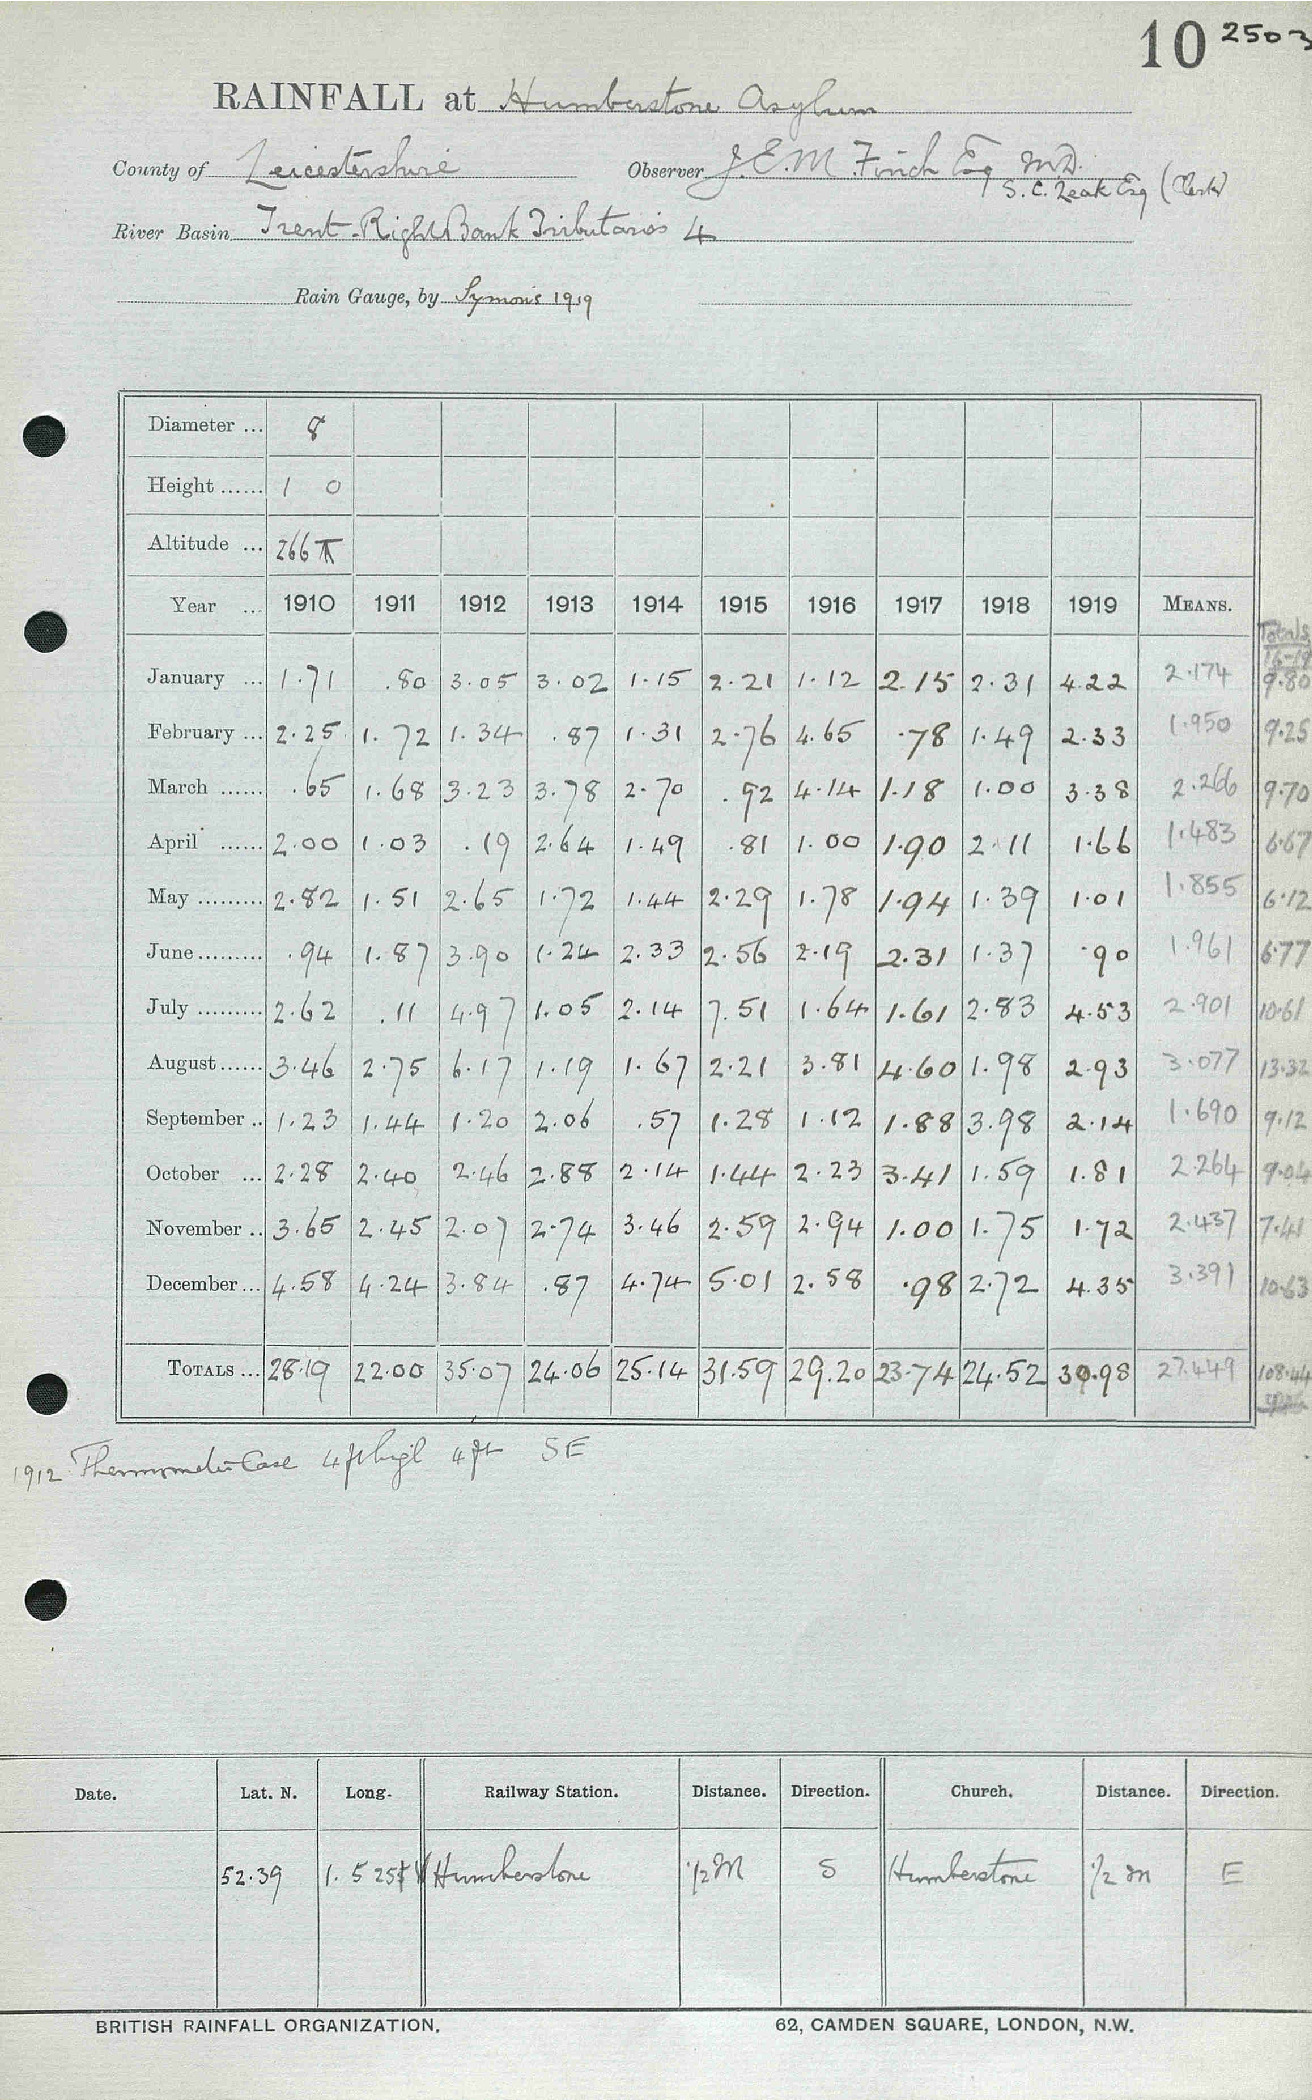 10 2503
RAINFALL at Humberstone Asylum
County of Leicestershire Observer J. E. M. Finch Esq M.D.
S. C. Leak Esq (Clerk)
River Basin Trent-Right Bank Tributaries 4
Rain Gauge, by Symons 1919
Diameter ... 8
Height ...... 1 0
Altitude ... 266
Year ... 1910 1911 1912 1913 1914 1915 1916 1917 1918 1919 MEANS. Totals
16-19
January ... 1.71 .80 3.05 3.02 1.15 2.21 1.12 2.15 2.31 4.22 2.174 9.80
February ... 2.25 1.72 1.34 .87 1.31 2.76 4.65 .78 1.49 2.33 1.950 9.25
March ...... .65 1.68 3.23 3.78 2.70 .92 4.14 1.18 1.00 3.38 2.266 9.70
April ...... 2.00 1.03 .19 2.64 1.49 .81 1.00 1.90 2.11 1.66 1.483 6.67
May ......... 2.82 1.51 2.65 1.72 1.44 2.29 1.78 1.94 1.39 1.01 1.855 6.12
June ......... .94 1.87 3.90 1.24 2.33 2.56 2.19 2.31 1.37 .90 1.961 6.77
July ......... 2.62 .11 4.97 1.05 2.14 7.51 1.64 1.61 2.83 4.53 2.901 10.61
August ...... 3.46 2.75 6.17 1.19 1.67 2.21 3.81 4.60 1.98 2.93 3.077 13.32
September .. 1.23 1.44 1.20 2.06 .57 1.28 1.12 1.88 3.98 2.14 1.690 9.12
October ... 2.28 2.40 2.46 2.88 2.14 1.44 2.23 3.41 1.59 1.81 2.264 9.04
November .. 3.65 2.45 2.07 2.74 3.46 2.59 2.94 1.00 1.75 1.72 2.437 7.41
December ... 4.58 4.24 3.84 .87 4.74 5.01 2.58 .98 2.72 4.35 3.391 10.63
TOTALS ... 28.19 22.00 35.07 24.06 25.14 31.59 29.20 23.74 24.52 30.98 27.449 108.44
1912 Thermometer Case 4 ft high 4 ft SE
Date. Lat. N. Long. Railway Station. Distance. Direction. Church. Distance. Direction.
52.39 1. 5 25 W Humberstone 1/2 M S Humberstone 1/2 m E
BRITISH RAINFALL ORGANIZATION. 62, CAMDEN SQUARE, LONDON, N.W.